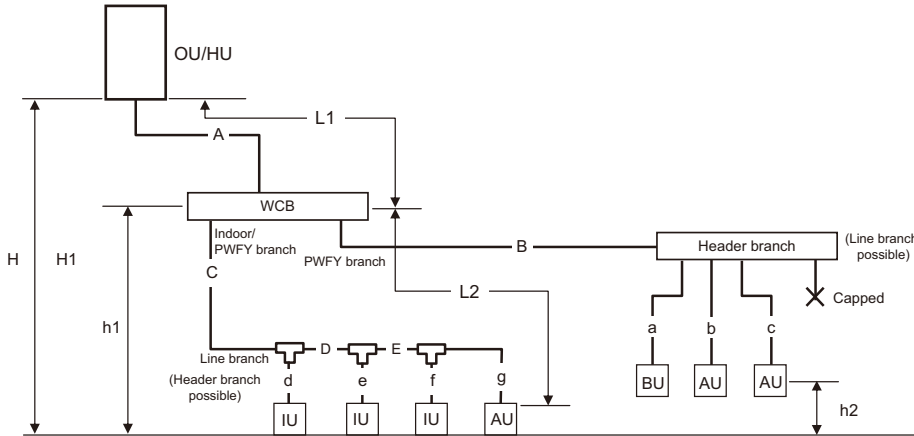 OU/HU
A
L1
WCB
Indoor/
PWFY branch
PWFY branch
B
Header branch
(Line branch
possible)
H
H1
C
L2
Capped
h1
a
b
c
Line branch
D
E
(Header branch
possible)
d
e
f
g
BU
AU
AU
h2
IU
IU
IU
AU